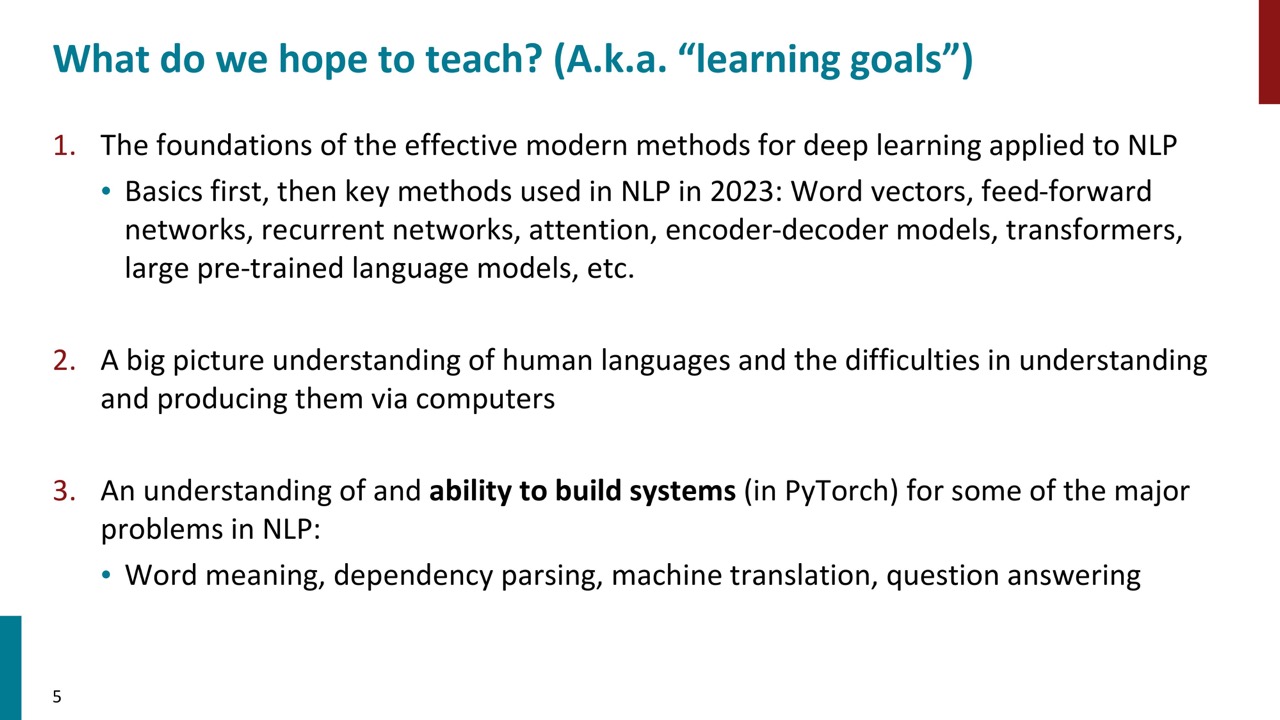 What do we hope to teach? (A.k.a. “learning goals”)
1. The foundations of the effective modern methods for deep learning applied to NLP
• Basics first, then key methods used in NLP in 2023: Word vectors, feed-forward
networks, recurrent networks, attention, encoder-decoder models, transformers,
large pre-trained language models, etc.
2. A big picture understanding of human languages and the difficulties in understanding
and producing them via computers
3. An understanding of and ability to build systems (in PyTorch) for some of the major
problems in NLP:
• Word meaning, dependency parsing, machine translation, question answering
5